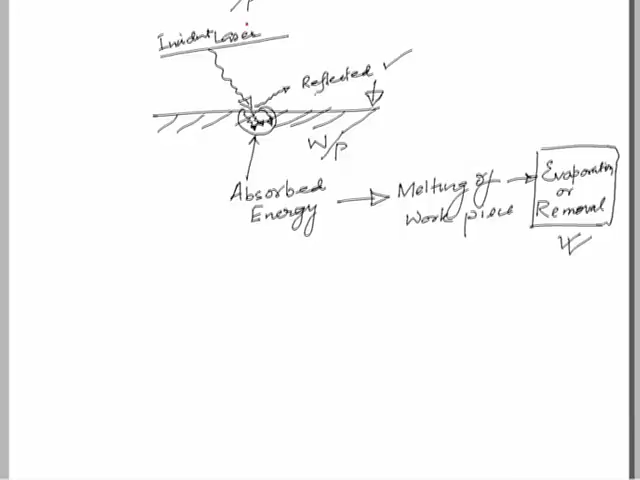 Incident Laser
Reflected
W/P
Absorbed
Energy
Melting of
Work piece
Evaporation
or
Removal